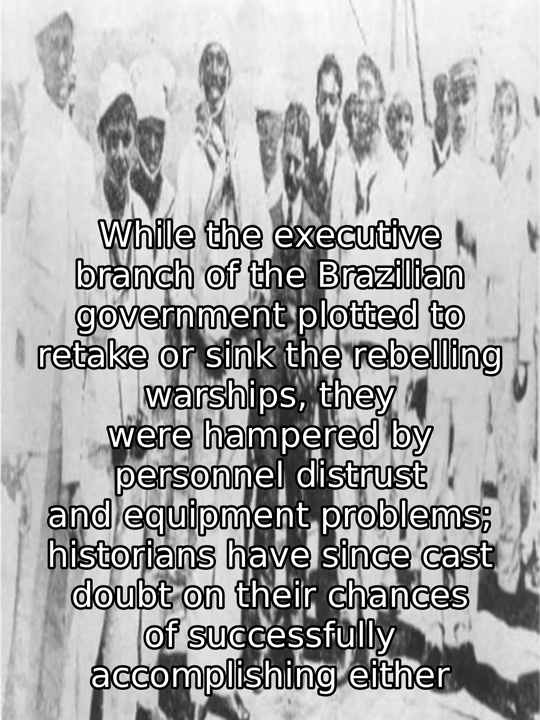 While the executive
branch of the Brazilian
government plotted to
retake or sink the rebelling
warships, they
were hampered by
personnel distrust
and equipment problems;
historians have since cast
doubt on their chances
of successfully
accomplishing either